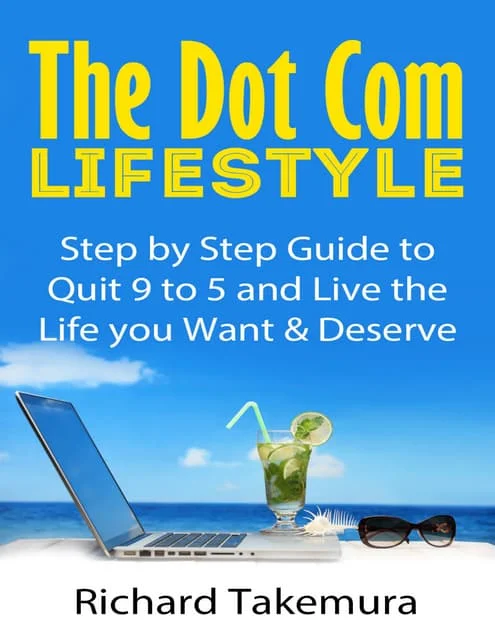 The Dot Com
LIFESTYLE
Step by Step Guide to
Quit 9 to 5 and Live the
Life you Want & Deserve
Richard Takemura